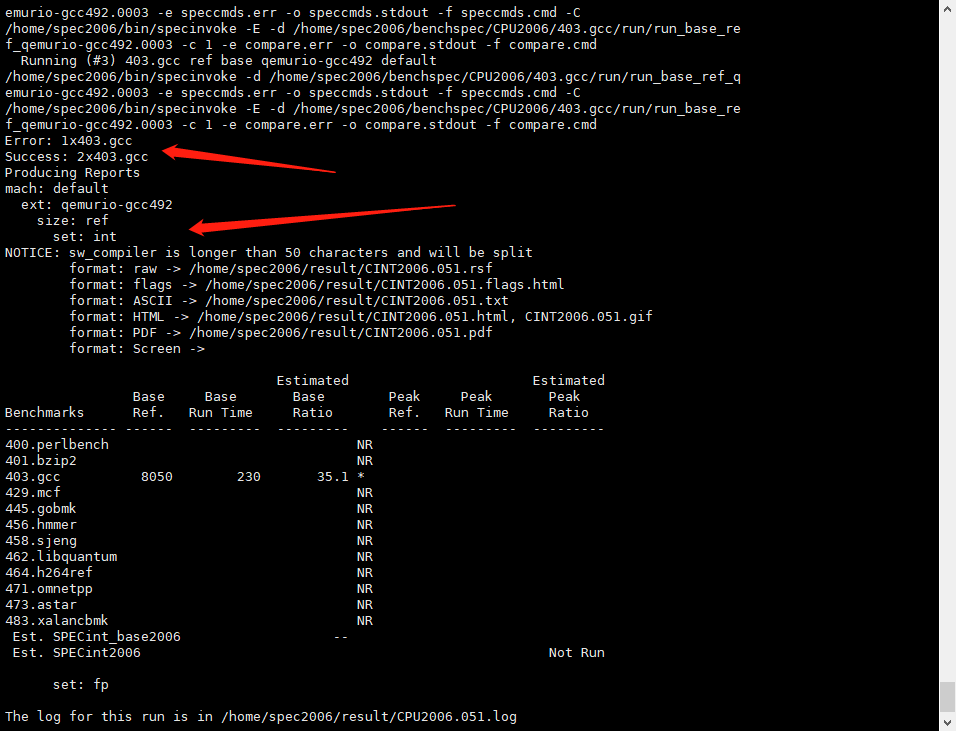 emurio-gcc492.0003 -e speccmds.err -o speccmds.stdout -f speccmds.cmd -C
/home/spec2006/bin/specinvoke -E -d /home/spec2006/benchspec/CPU2006/403.gcc/run/run_base_re
f_qemurio-gcc492.0003 -c 1 -e compare.err -o compare.stdout -f compare.cmd
  Running (#3) 403.gcc ref base qemurio-gcc492 default
/home/spec2006/bin/specinvoke -d /home/spec2006/benchspec/CPU2006/403.gcc/run/run_base_ref_q
emurio-gcc492.0003 -e speccmds.err -o speccmds.stdout -f speccmds.cmd -C
/home/spec2006/bin/specinvoke -E -d /home/spec2006/benchspec/CPU2006/403.gcc/run/run_base_re
f_qemurio-gcc492.0003 -c 1 -e compare.err -o compare.stdout -f compare.cmd
Error: 1x403.gcc
Success: 2x403.gcc
Producing Reports
mach: default
  ext: qemurio-gcc492
    size: ref
      set: int
NOTICE: sw_compiler is longer than 50 characters and will be split
        format: raw -> /home/spec2006/result/CINT2006.051.rsf
        format: flags -> /home/spec2006/result/CINT2006.051.flags.html
        format: ASCII -> /home/spec2006/result/CINT2006.051.txt
        format: HTML -> /home/spec2006/result/CINT2006.051.html, CINT2006.051.gif
        format: PDF -> /home/spec2006/result/CINT2006.051.pdf
        format: Screen ->
                                  Estimated                       Estimated
                Base     Base       Base        Peak     Peak       Peak
Benchmarks      Ref.   Run Time     Ratio       Ref.   Run Time     Ratio
-------------- ------  ---------  ---------    ------  ---------  ---------
400.perlbench                               NR
401.bzip2                                   NR
403.gcc          8050        230       35.1 *
429.mcf                                     NR
445.gobmk                                   NR
456.hmmer                                   NR
458.sjeng                                   NR
462.libquantum                              NR
464.h264ref                                 NR
471.omnetpp                                 NR
473.astar                                   NR
483.xalancbmk                               NR
 Est. SPECint_base2006                   --
 Est. SPECint2006                                                   Not Run
      set: fp
The log for this run is in /home/spec2006/result/CPU2006.051.log